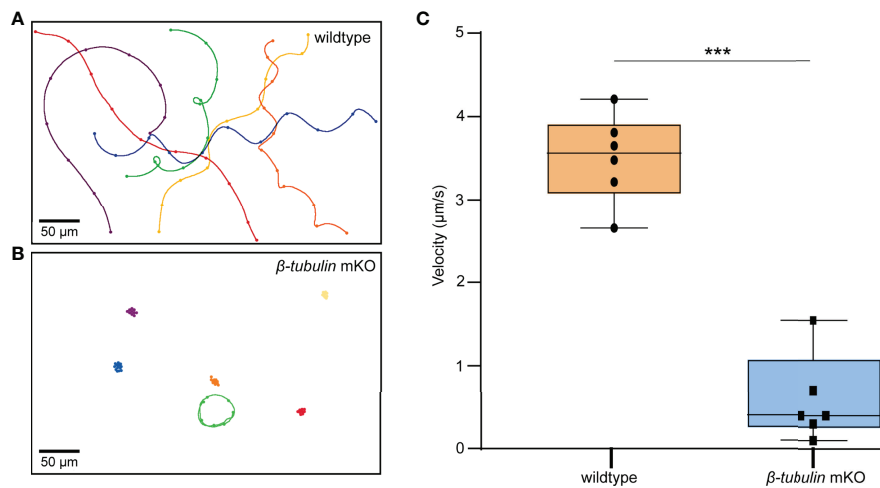 A
wildtype
50 µm
B
β-tubulin mKO
50 µm
C
5
4
3
2
1
0
Velocity (µm/s)
***
wildtype
β-tubulin mKO